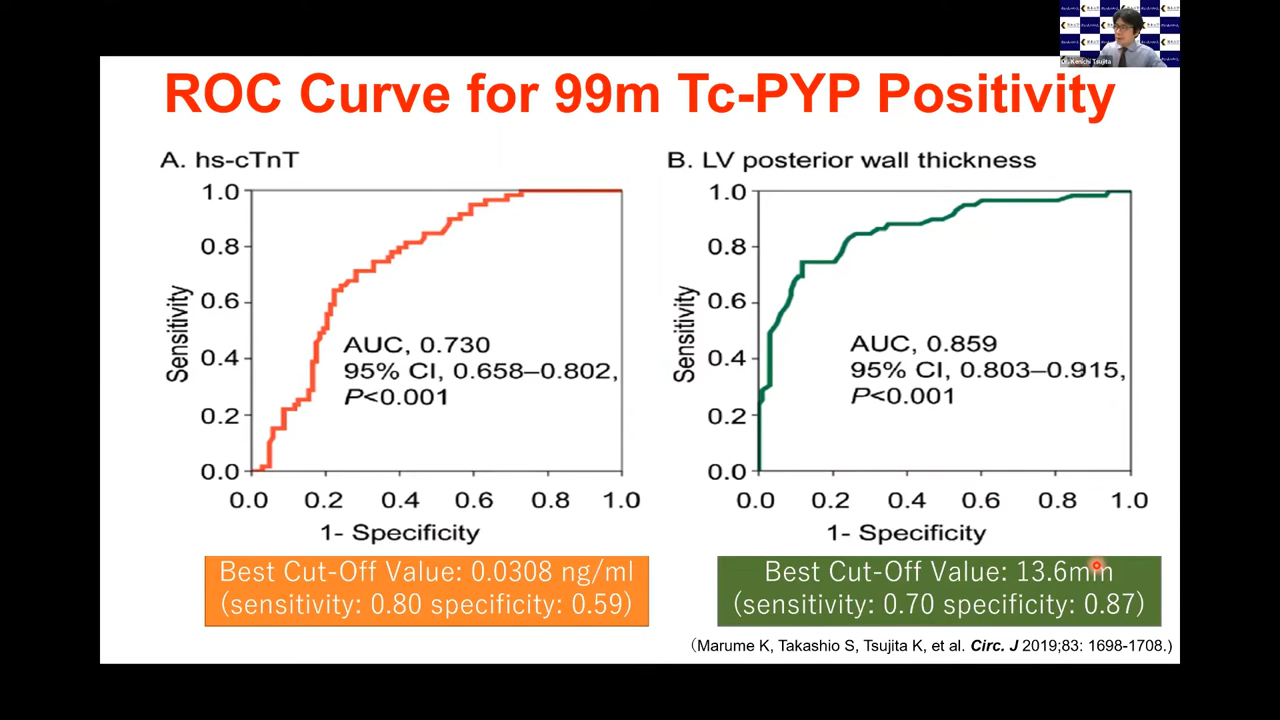 Dr. Kenichi Tsujita
ROC Curve for 99m Tc-PYP Positivity
A. hs-cTnT
1.0
0.8
0.6
0.4
0.2
0.0
Sensitivity
AUC, 0.730
95% CI, 0.658–0.802,
P<0.001
0.0 0.2 0.4 0.6 0.8 1.0
1- Specificity
Best Cut-Off Value: 0.0308 ng/ml
(sensitivity: 0.80 specificity: 0.59)
B. LV posterior wall thickness
1.0
0.8
0.6
0.4
0.2
0.0
Sensitivity
AUC, 0.859
95% CI, 0.803–0.915,
P<0.001
0.0 0.2 0.4 0.6 0.8 1.0
1- Specificity
Best Cut-Off Value: 13.6mm
(sensitivity: 0.70 specificity: 0.87)
(Marume K, Takashio S, Tsujita K, et al. Circ. J 2019;83: 1698-1708.)